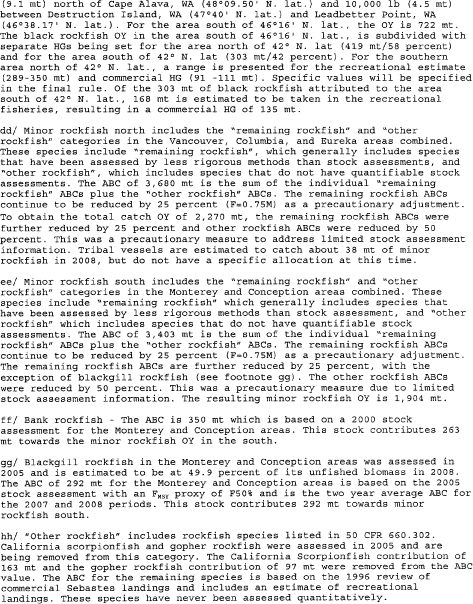 (9.1 mt) north of Cape Alava, WA (48°09.50' N. lat.) and 10,000 lb (4.5 mt)
between Destruction Island, WA (47°40' N. lat.) and Leadbetter Point, WA
(46°38.17' N. lat.). For the area south of 46°16' N. lat., the OY is 722 mt.
The black rockfish OY in the area south of 46°16' N. lat., is subdivided with
separate HGs being set for the area north of 42° N. lat (419 mt/58 percent)
and for the area south of 42° N. lat (303 mt/42 percent). For the southern
area north of 42° N. lat., a range is presented for the recreational estimate
(289-350 mt) and commercial HG (91 -111 mt). Specific values will be specified
in the final rule. Of the 303 mt of black rockfish attributed to the area
south of 42° N. lat., 168 mt is estimated to be taken in the recreational
fisheries, resulting in a commercial HG of 135 mt.
dd/ Minor rockfish north includes the "remaining rockfish" and "other
rockfish" categories in the Vancouver, Columbia, and Eureka areas combined.
These species include "remaining rockfish", which generally includes species
that have been assessed by less rigorous methods than stock assessments, and
"other rockfish", which includes species that do not have quantifiable stock
assessments. The ABC of 3,680 mt is the sum of the individual "remaining
rockfish" ABCs plus the "other rockfish" ABCs. The remaining rockfish ABCs
continue to be reduced by 25 percent (F=0.75M) as a precautionary adjustment.
To obtain the total catch OY of 2,270 mt, the remaining rockfish ABCs were
further reduced by 25 percent and other rockfish ABCs were reduced by 50
percent. This was a precautionary measure to address limited stock assessment
information. Tribal vessels are estimated to catch about 38 mt of minor
rockfish in 2008, but do not have a specific allocation at this time.
ee/ Minor rockfish south includes the "remaining rockfish" and "other
rockfish" categories in the Monterey and Conception areas combined. These
species include "remaining rockfish" which generally includes species that
have been assessed by less rigorous methods than stock assessment, and "other
rockfish" which includes species that do not have quantifiable stock
assessments. The ABC of 3,403 mt is the sum of the individual "remaining
rockfish" ABCs plus the "other rockfish" ABCs. The remaining rockfish ABCs
continue to be reduced by 25 percent (F=0.75M) as a precautionary adjustment.
The remaining rockfish ABCs are further reduced by 25 percent, with the
exception of blackgill rockfish (see footnote gg). The other rockfish ABCs
were reduced by 50 percent. This was a precautionary measure due to limited
stock assessment information. The resulting minor rockfish OY is 1,904 mt.
ff/ Bank rockfish - The ABC is 350 mt which is based on a 2000 stock
assessment for the Monterey and Conception areas. This stock contributes 263
mt towards the minor rockfish OY in the south.
gg/ Blackgill rockfish in the Monterey and Conception areas was assessed in
2005 and is estimated to be at 49.9 percent of its unfished biomass in 2008.
The ABC of 292 mt for the Monterey and Conception areas is based on the 2005
stock assessment with an FMSY proxy of F50% and is the two year average ABC for
the 2007 and 2008 periods. This stock contributes 292 mt towards minor
rockfish south.
hh/ "Other rockfish" includes rockfish species listed in 50 CFR 660.302.
California scorpionfish and gopher rockfish were assessed in 2005 and are
being removed from this category. The California Scorpionfish contribution of
163 mt and the gopher rockfish contribution of 97 mt were removed from the ABC
value. The ABC for the remaining species is based on the 1996 review of
commercial Sebastes landings and includes an estimate of recreational
landings. These species have never been assessed quantitatively.